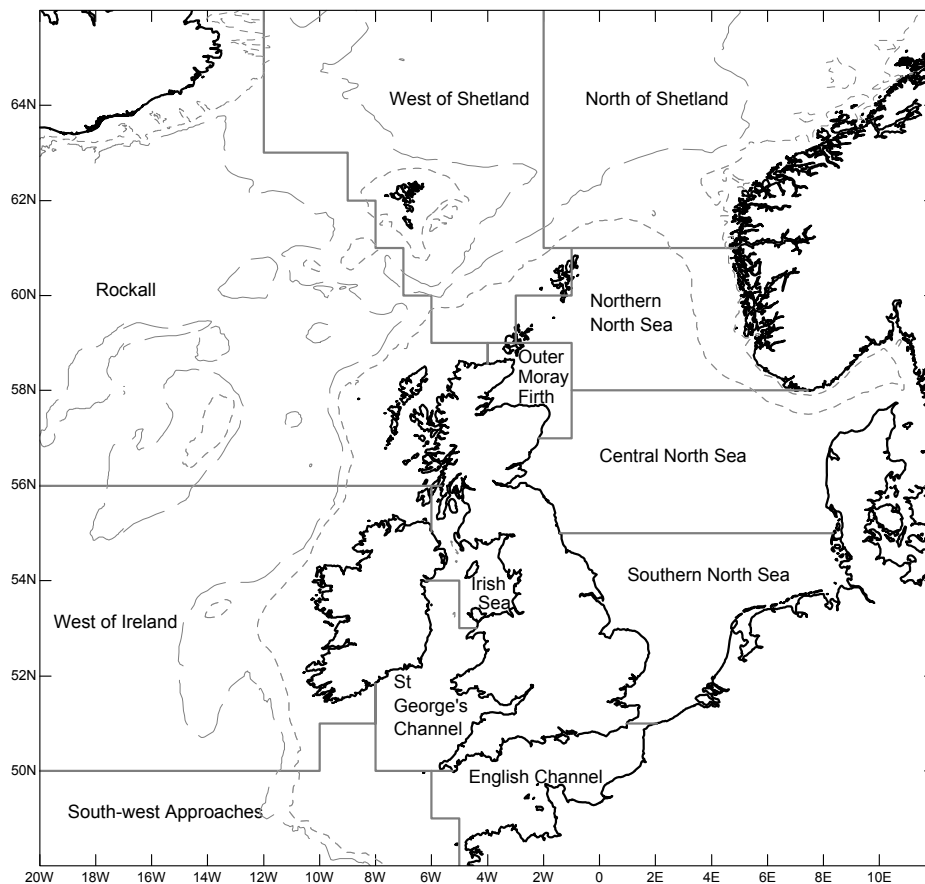 64N
West of Shetland
North of Shetland
62N
60N
Rockall
Northern
North Sea
58N
Outer
Moray
Firth
Central North Sea
56N
54N
Southern North Sea
Irish
Sea
West of Ireland
52N
St
George's
Channel
50N
English Channel
South-west Approaches
20W 18W 16W 14W 12W 10W 8W 6W 4W 2W 0 2E 4E 6E 8E 10E